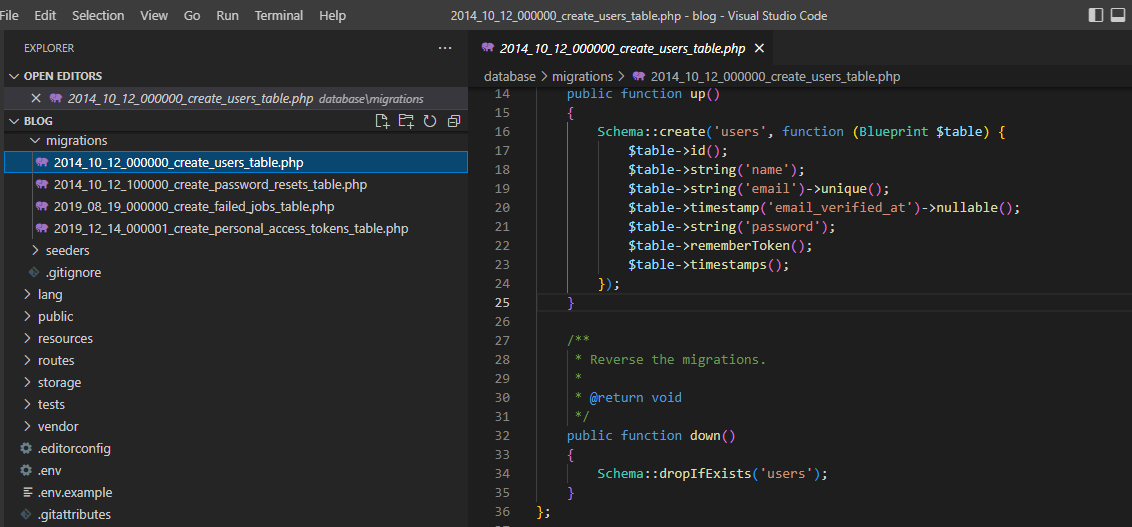 File Edit Selection View Go Run Terminal Help 2014_10_12_000000_create_users_table.php - blog - Visual Studio Code
EXPLORER
OPEN EDITORS
2014_10_12_000000_create_users_table.php database\migrations
BLOG
migrations
2014_10_12_000000_create_users_table.php
2014_10_12_100000_create_password_resets_table.php
2019_08_19_000000_create_failed_jobs_table.php
2019_12_14_000001_create_personal_access_tokens_table.php
seeders
.gitignore
lang
public
resources
routes
storage
tests
vendor
.editorconfig
.env
.env.example
.gitattributes
2014_10_12_000000_create_users_table.php
database > migrations > 2014_10_12_000000_create_users_table.php
14 public function up()
15 {
16 Schema::create('users', function (Blueprint $table) {
17 $table->id();
18 $table->string('name');
19 $table->string('email')->unique();
20 $table->timestamp('email_verified_at')->nullable();
21 $table->string('password');
22 $table->rememberToken();
23 $table->timestamps();
24 });
25 }
26
27 /**
28 * Reverse the migrations.
29 *
30 * @return void
31 */
32 public function down()
33 {
34 Schema::dropIfExists('users');
35 }
36 };